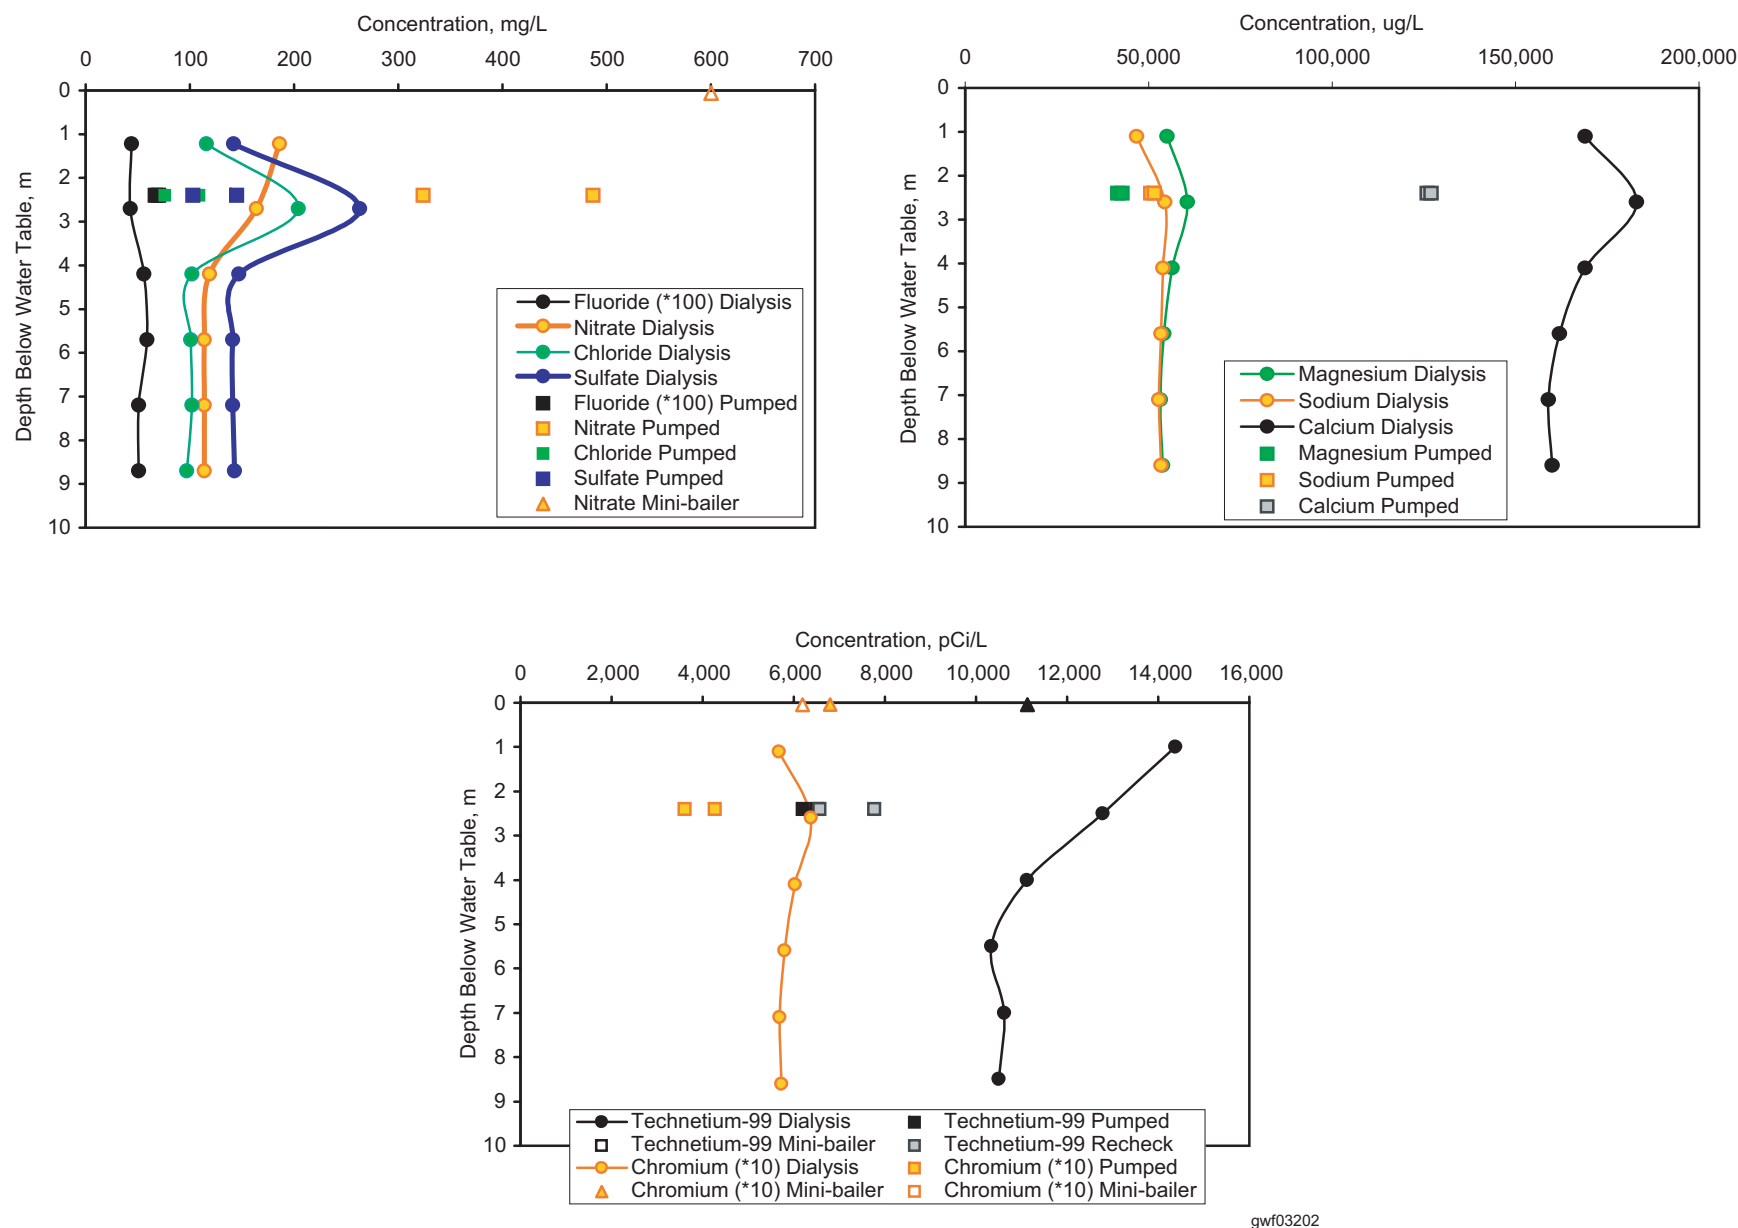 Concentration, mg/L
0 100 200 300 400 500 600 700
0
1
2
3
4
5
6
7
8
9
10
Depth Below Water Table, m
Fluoride (*100) Dialysis
Nitrate Dialysis
Chloride Dialysis
Sulfate Dialysis
Fluoride (*100) Pumped
Nitrate Pumped
Chloride Pumped
Sulfate Pumped
Nitrate Mini-bailer
Concentration, ug/L
0 50,000 100,000 150,000 200,000
0
1
2
3
4
5
6
7
8
9
10
Depth Below Water Table, m
Magnesium Dialysis
Sodium Dialysis
Calcium Dialysis
Magnesium Pumped
Sodium Pumped
Calcium Pumped
Concentration, pCi/L
0 2,000 4,000 6,000 8,000 10,000 12,000 14,000 16,000
0
1
2
3
4
5
6
7
8
9
10
Depth Below Water Table, m
Technetium-99 Dialysis Technetium-99 Pumped
Technetium-99 Mini-bailer Technetium-99 Recheck
Chromium (*10) Dialysis Chromium (*10) Pumped
Chromium (*10) Mini-bailer Chromium (*10) Mini-bailer
gwf03202